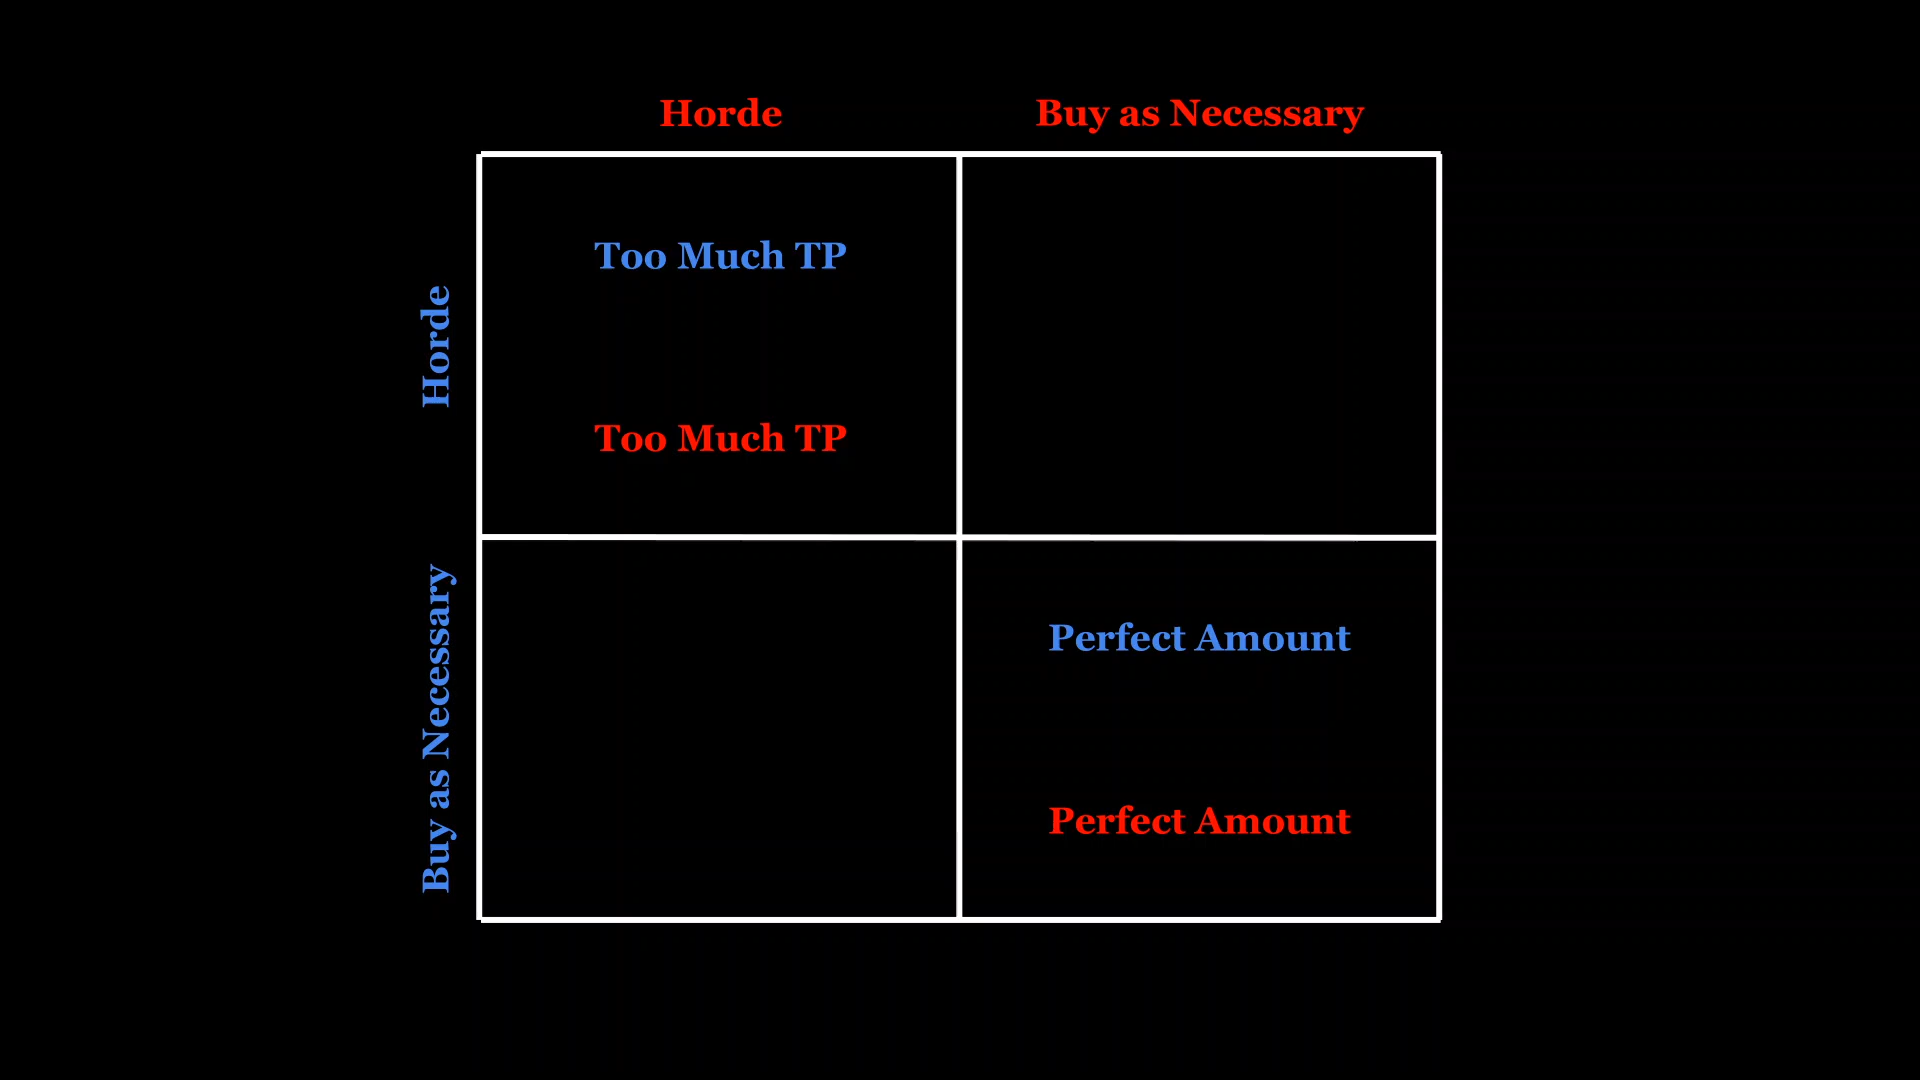 Horde
Buy as Necessary
Horde
Too Much TP
Too Much TP
Buy as Necessary
Perfect Amount
Perfect Amount